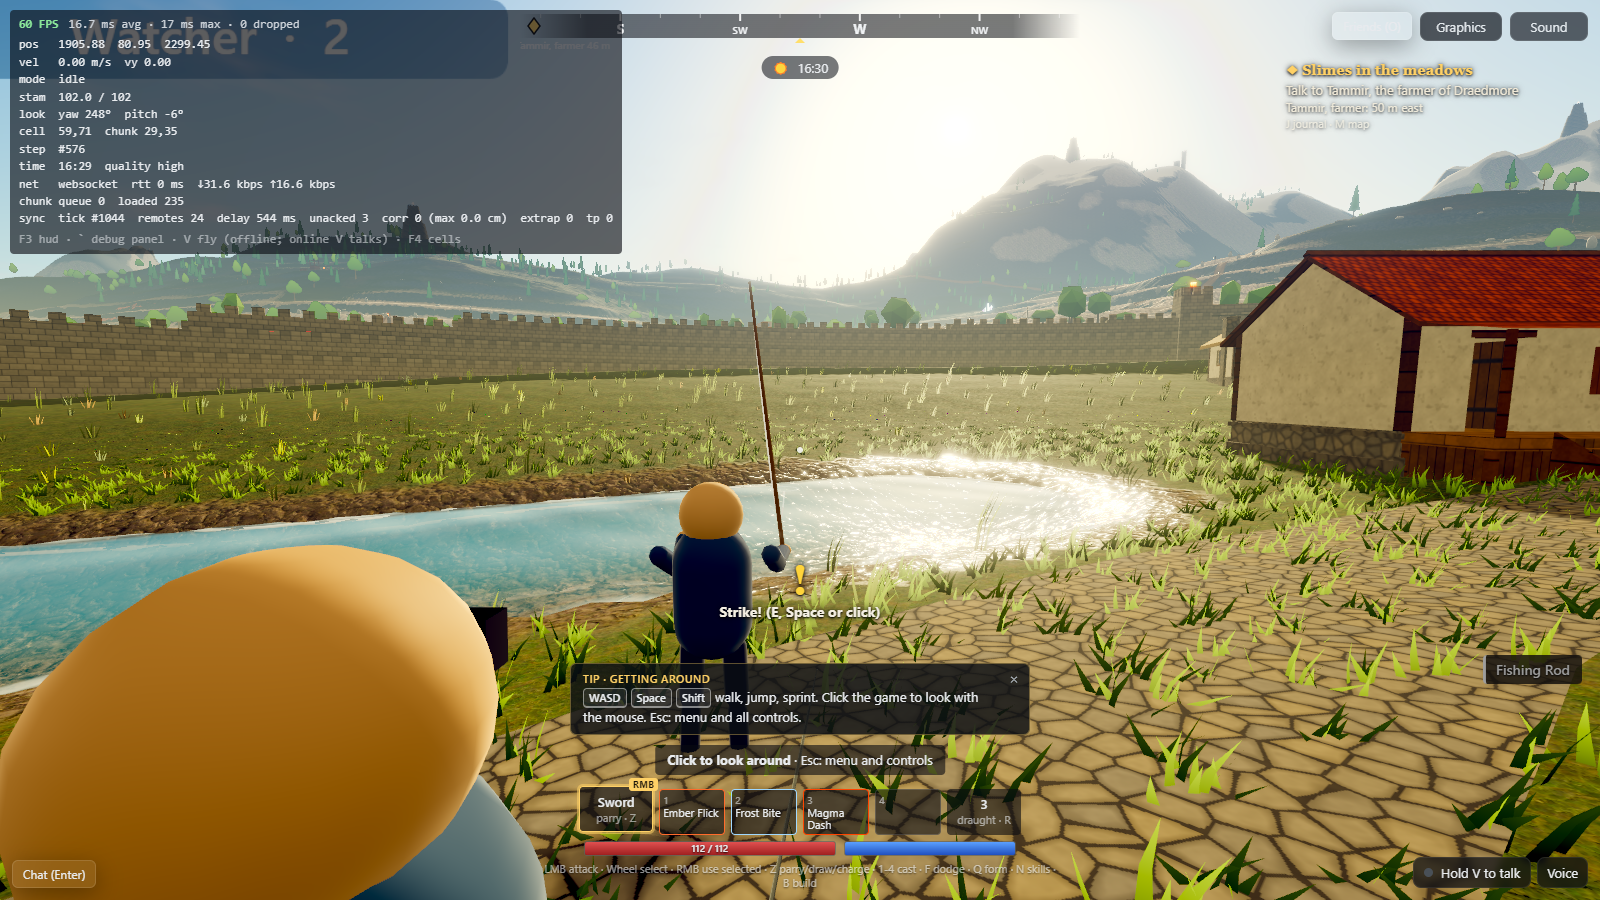 Watcher · 2
60 FPS 16.7 ms avg · 17 ms max · 0 dropped
pos 1905.88 80.95 2299.45
vel 0.00 m/s vy 0.00
mode idle
stam 102.0 / 102
look yaw 248° pitch -6°
cell 59,71 chunk 29,35
step #576
time 16:29 quality high
net websocket rtt 0 ms ↓31.6 kbps ↑16.6 kbps
chunk queue 0 loaded 235
sync tick #1044 remotes 24 delay 544 ms unacked 3 corr 0 (max 0.0 cm) extrap 0 tp 0
F3 hud · ` debug panel · V fly (offline; online V talks) · F4 cells
S SW W NW
Tammir, farmer 46 m
16:30
Graphics
Sound
Slimes in the meadows
Talk to Tammir, the farmer of Draedmore
Tammir, farmer: 50 m east
J journal · M map
!
Strike! (E, Space or click)
Fishing Rod
TIP · GETTING AROUND ×
WASD Space Shift walk, jump, sprint. Click the game to look with
the mouse. Esc: menu and all controls.
Click to look around · Esc: menu and controls
RMB
Sword
parry · Z
1
Ember Flick
2
Frost Bite
3
Magma
Dash
4
3
draught · R
112 / 112
LMB attack · Wheel select · RMB use selected · Z parry/draw/charge · 1-4 cast · F dodge · Q form · N skills ·
B build
Chat (Enter)
Hold V to talk
Voice